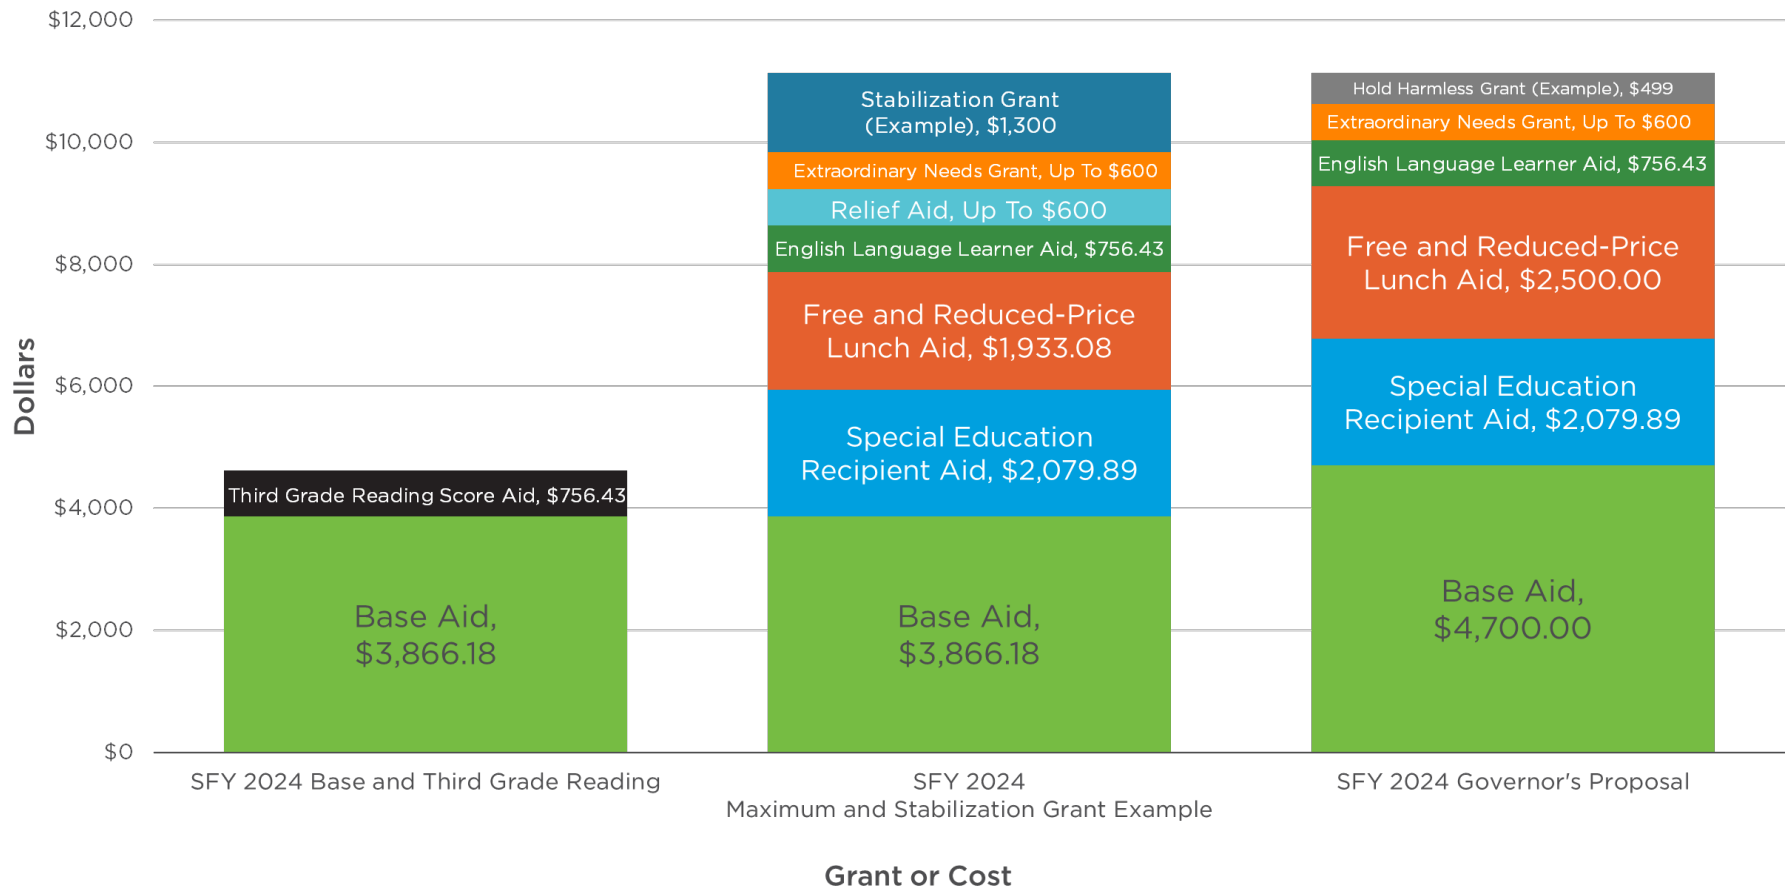 $12,000
$10,000
$8,000
$6,000
$4,000
$2,000
$0
Dollars
Third Grade Reading Score Aid, $756.43
Base Aid,
$3,866.18
Stabilization Grant
(Example), $1,300
Extraordinary Needs Grant, Up To $600
Relief Aid, Up To $600
English Language Learner Aid, $756.43
Free and Reduced-Price
Lunch Aid, $1,933.08
Special Education
Recipient Aid, $2,079.89
Base Aid,
$3,866.18
Hold Harmless Grant (Example), $499
Extraordinary Needs Grant, Up To $600
English Language Learner Aid, $756.43
Free and Reduced-Price
Lunch Aid, $2,500.00
Special Education
Recipient Aid, $2,079.89
Base Aid,
$4,700.00
SFY 2024 Base and Third Grade Reading
SFY 2024
Maximum and Stabilization Grant Example
SFY 2024 Governor's Proposal
Grant or Cost